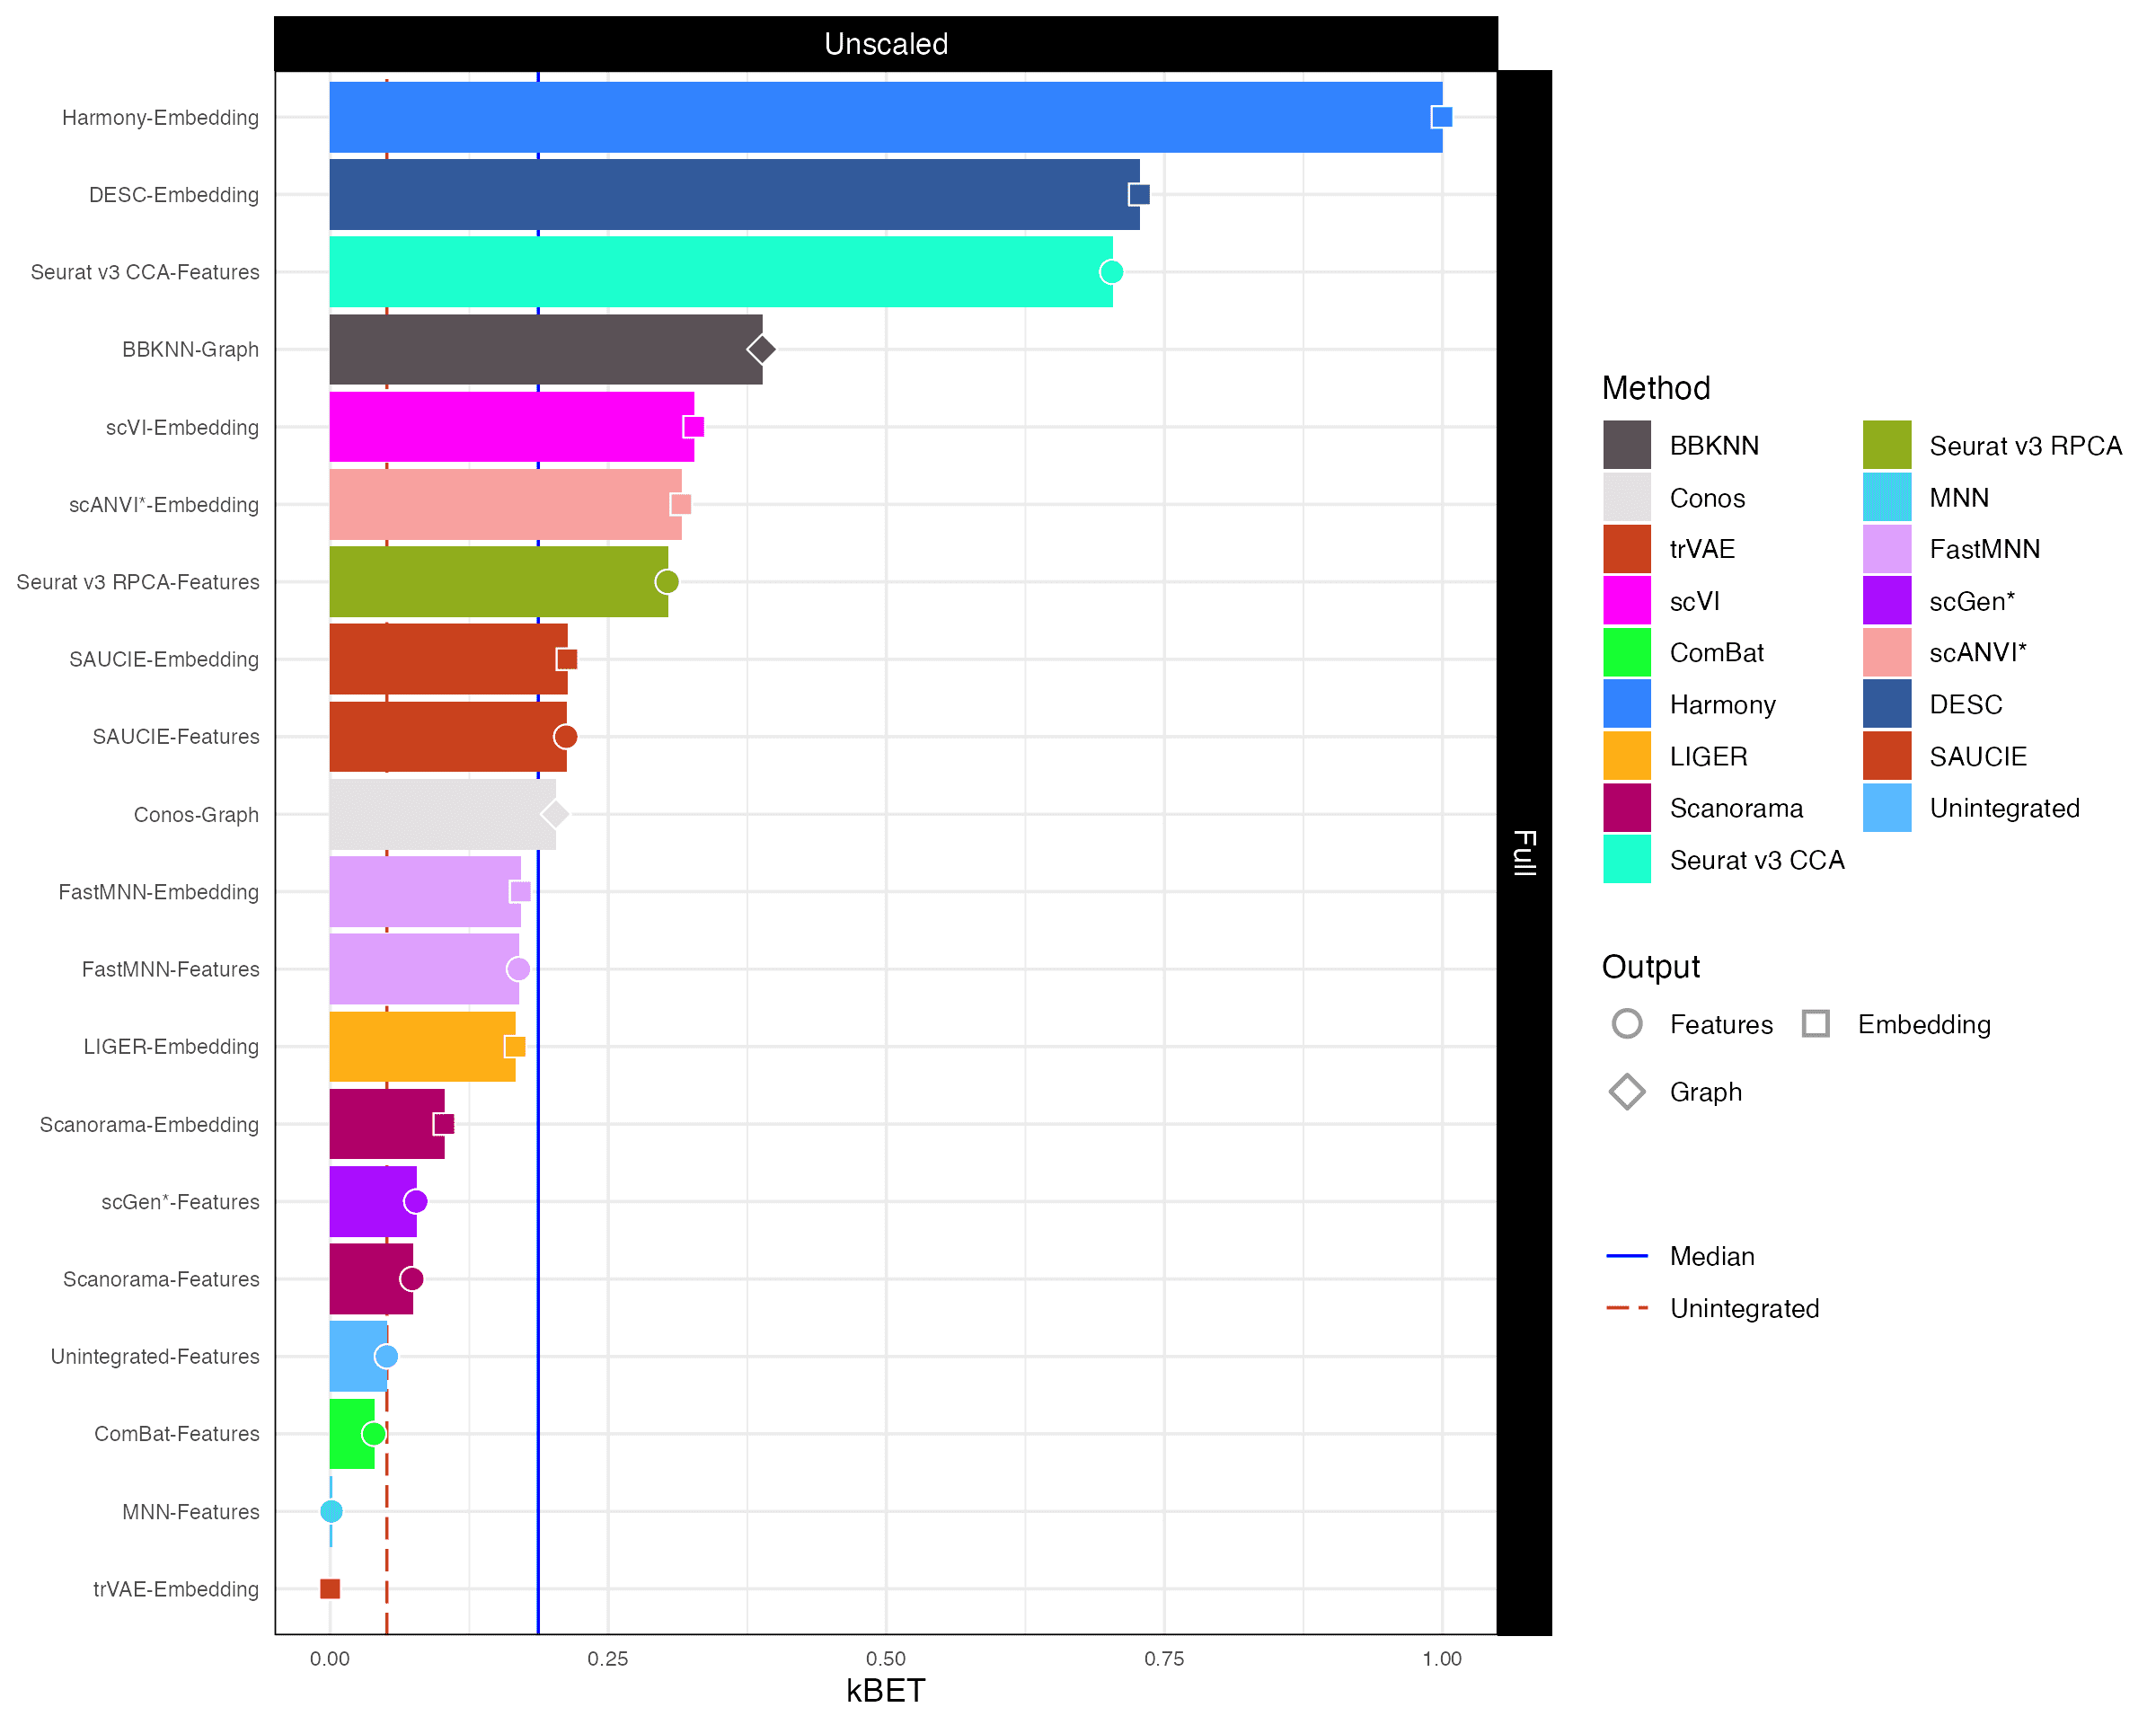 Unscaled
Harmony-Embedding
DESC-Embedding
Seurat v3 CCA-Features
BBKNN-Graph
scVI-Embedding
scANVI*-Embedding
Seurat v3 RPCA-Features
SAUCIE-Embedding
SAUCIE-Features
Conos-Graph
FastMNN-Embedding
FastMNN-Features
LIGER-Embedding
Scanorama-Embedding
scGen*-Features
Scanorama-Features
Unintegrated-Features
ComBat-Features
MNN-Features
trVAE-Embedding
0.00 0.25 0.50 0.75 1.00
kBET
Full
Method
BBKNN
Conos
trVAE
scVI
ComBat
Harmony
LIGER
Scanorama
Seurat v3 CCA
Seurat v3 RPCA
MNN
FastMNN
scGen*
scANVI*
DESC
SAUCIE
Unintegrated
Output
Features Embedding
Graph
Median
Unintegrated